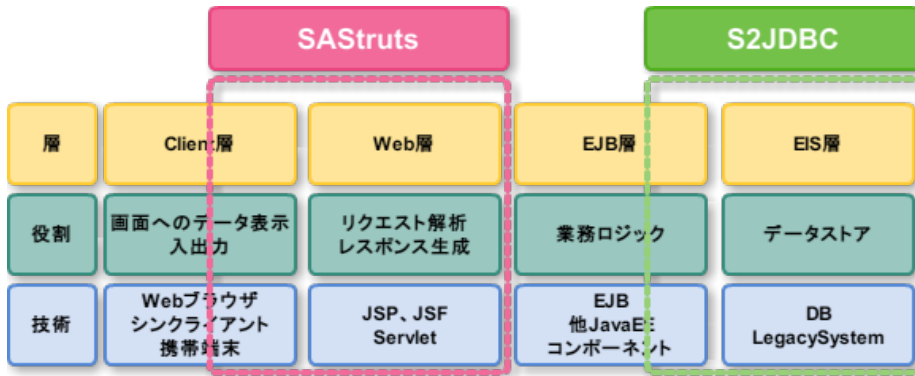 SAStruts
S2JDBC
層
Client層
Web層
EJB層
EIS層
役割
画面へのデータ表示
入出力
リクエスト解析
レスポンス生成
業務ロジック
データストア
技術
Webブラウザ
シンクライアント
携帯端末
JSP、JSF
Servlet
EJB
他JavaEE
コンポーネント
DB
LegacySystem